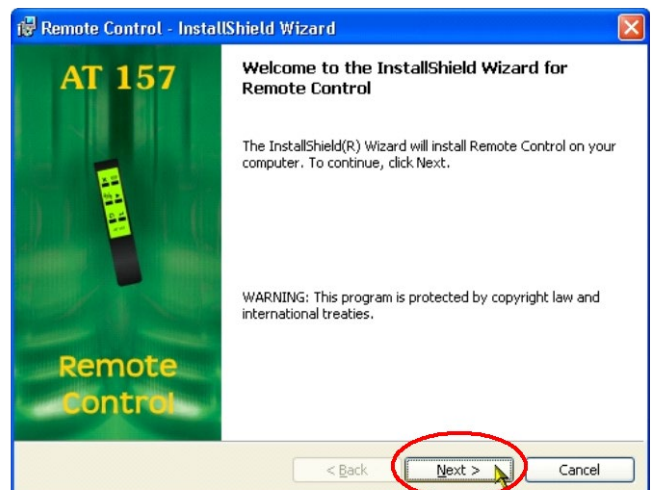 Remote Control - InstallShield Wizard
AT 157
Remote
Control
Welcome to the InstallShield Wizard for
Remote Control
The InstallShield(R) Wizard will install Remote Control on your
computer. To continue, click Next.
WARNING: This program is protected by copyright law and
international treaties.
< Back
Next >
Cancel